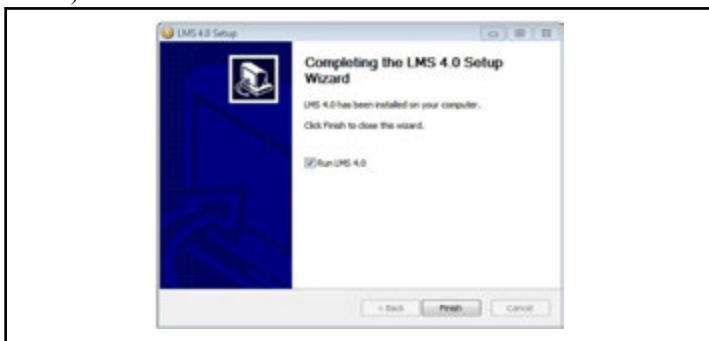 LMS 4.0 Setup
Completing the LMS 4.0 Setup
Wizard
LMS 4.0 has been installed on your computer.
Click Finish to close this wizard.
Run LMS 4.0
< Back
Finish
Cancel